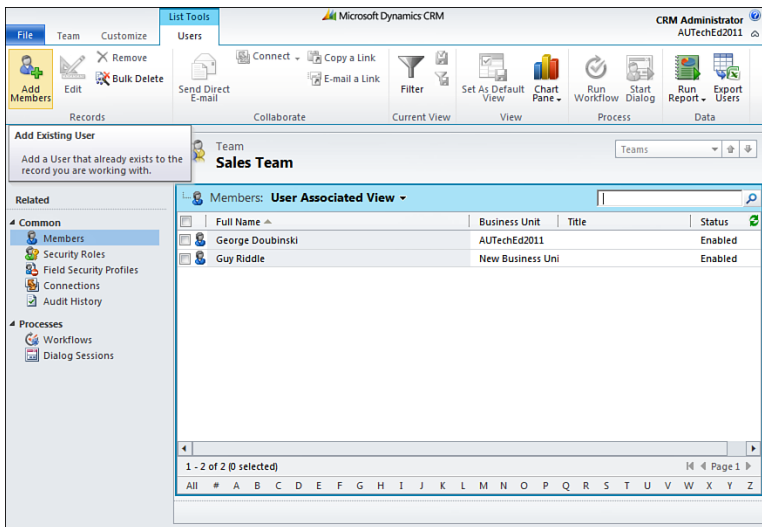 List Tools
Microsoft Dynamics CRM
CRM Administrator
AUTechEd2011
File Team Customize Users
Add Members
Edit
Remove
Bulk Delete
Send Direct E-mail
Connect
Copy a Link
E-mail a Link
Filter
Set As Default View
Chart Pane
Run Workflow
Start Dialog
Run Report
Export Users
Records Collaborate Current View View Process Data
Add Existing User
Add a User that already exists to the
record you are working with.
Team
Sales Team
Teams
Related
Common
Members
Security Roles
Field Security Profiles
Connections
Audit History
Processes
Workflows
Dialog Sessions
Members: User Associated View
Full Name Business Unit Title Status
George Doubinski AUTechEd2011 Enabled
Guy Riddle New Business Uni Enabled
1 - 2 of 2 (0 selected) Page 1
All # A B C D E F G H I J K L M N O P Q R S T U V W X Y Z